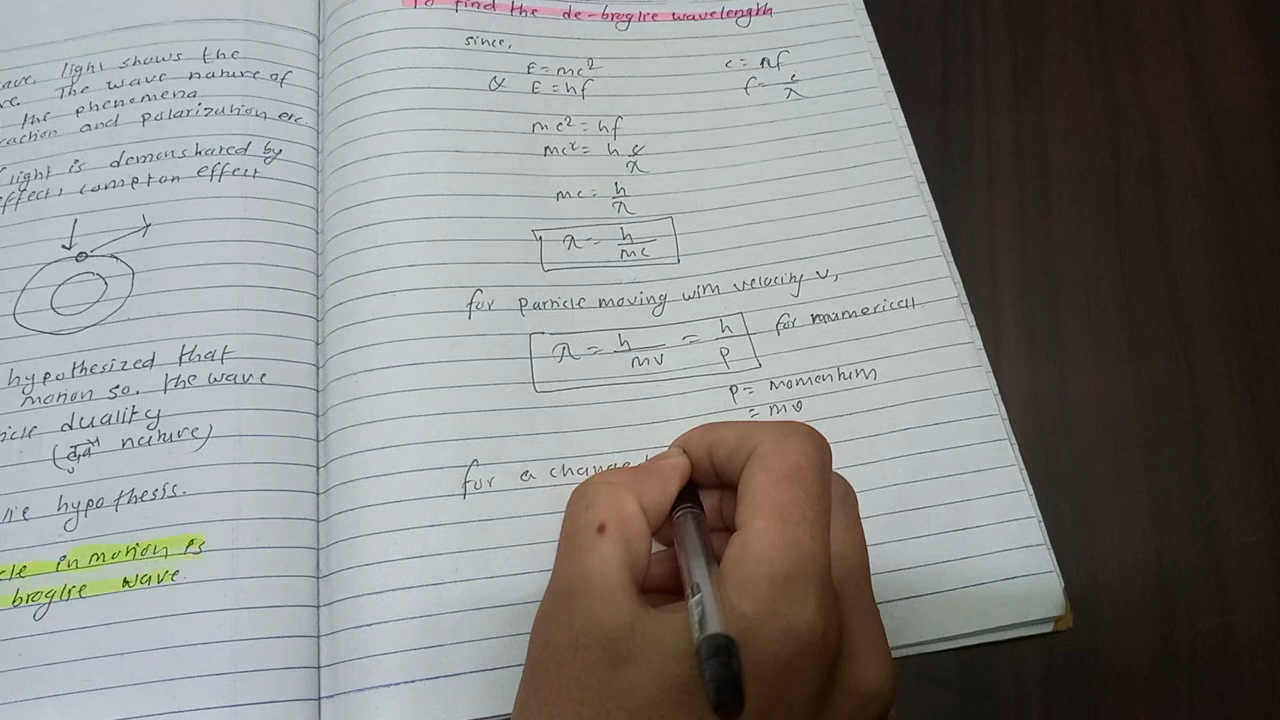 light shows the
The wave nature of
the phenomena
and polarization etc
light is demonshared by
effect, compton effect
hypothesized that
motion so. the wave
duality
nature)
hypothesis.
in motion is
broglie wave.
To find the de-broglie wavelength
since,
E = mc² c = λf
& E = hf f = c/λ
mc² = hf
mc² = h c/λ
mc = h/λ
λ = h/mc
for particle moving with velocity v,
λ = h/mv = h/p for numerical.
p = momentum
= mv
for a charge